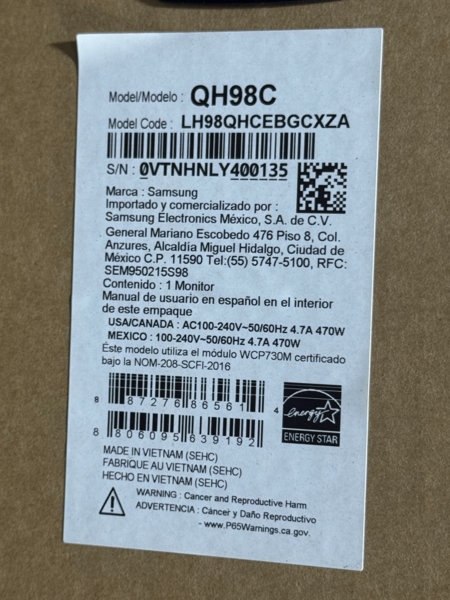 Model/Modelo : QH98C
Model Code : LH98QHCEBGCXZA
S/N : 0VTNHNLY400135
Marca : Samsung
Importado y comercializado por :
Samsung Electronics México, S.A. de C.V.
General Mariano Escobedo 476 Piso 8, Col.
Anzures, Alcaldía Miguel Hidalgo, Ciudad de
México C.P. 11590 Tel:(55) 5747-5100, RFC:
SEM950215S98
Contenido : 1 Monitor
Manual de usuario en español en el interior
de este empaque
USA/CANADA : AC100-240V~50/60Hz 4.7A 470W
MEXICO : 100-240V~50/60Hz 4.7A 470W
Éste modelo utiliza el módulo WCP730M certificado
bajo la NOM-208-SCFI-2016
8 87276 86561 4
8 806095 639192
energy
ENERGY STAR
MADE IN VIETNAM (SEHC)
FABRIQUE AU VIETNAM (SEHC)
HECHO EN VIETNAM (SEHC)
WARNING : Cancer and Reproductive Harm
ADVERTENCIA : Cáncer y Daño Reproductivo
- www.P65Warnings.ca.gov.